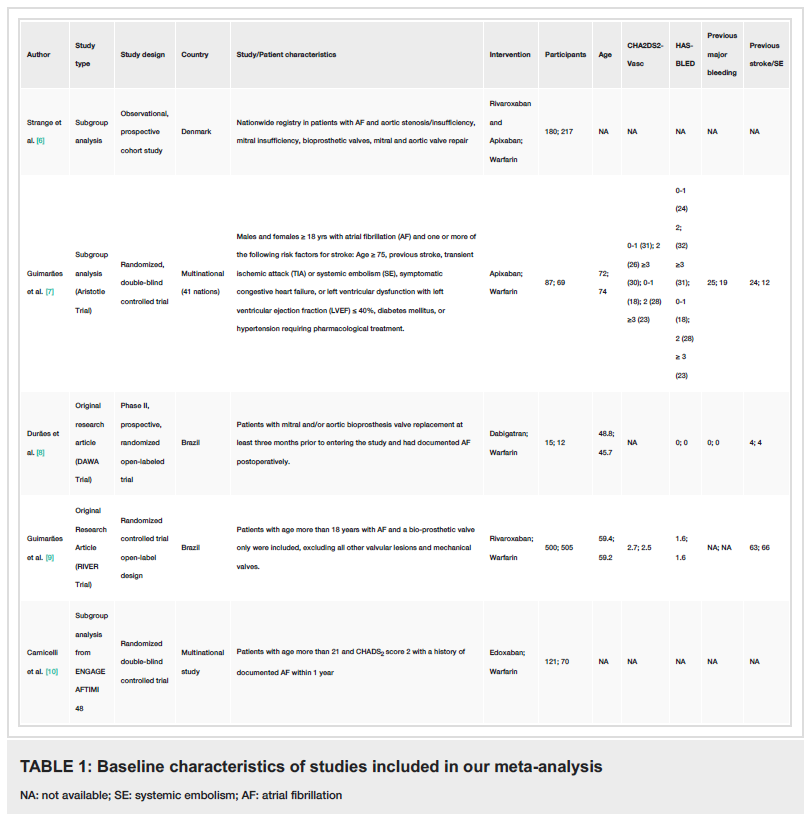 Author
Study
type
Study design
Country
Study/Patient characteristics
Intervention
Participants
Age
CHA2DS2-
Vasc
HAS-
BLED
Previous
major
bleeding
Previous
stroke/SE
Strange et
al. [6]
Subgroup
analysis
Observational,
prospective
cohort study
Denmark
Nationwide registry in patients with AF and aortic stenosis/insufficiency,
mitral insufficiency, bioprosthetic valves, mitral and aortic valve repair
Rivaroxaban
and
Apixaban;
Warfarin
180; 217
NA
NA
NA
NA
NA
Guimarães
et al. [7]
Subgroup
analysis
(Aristotle
Trial)
Randomized,
double-blind
controlled trial
Multinational
(41 nations)
Males and females ≥ 18 yrs with atrial fibrillation (AF) and one or more of
the following risk factors for stroke: Age ≥ 75, previous stroke, transient
ischemic attack (TIA) or systemic embolism (SE), symptomatic
congestive heart failure, or left ventricular dysfunction with left
ventricular ejection fraction (LVEF) ≤ 40%, diabetes mellitus, or
hypertension requiring pharmacological treatment.
Apixaban;
Warfarin
87; 69
72;
74
0-1 (31); 2
(26) ≥3
(30); 0-1
(18); 2 (28)
≥3 (23)
0-1
(24)
2;
(32)
≥3
(31);
0-1
(18);
2 (28)
≥ 3
(23)
25; 19
24; 12
Durães et
al. [8]
Original
research
article
(DAWA
Trial)
Phase II,
prospective,
randomized
open-labeled
trial
Brazil
Patients with mitral and/or aortic bioprosthesis valve replacement at
least three months prior to entering the study and had documented AF
postoperatively.
Dabigatran;
Warfarin
15; 12
48.8;
45.7
NA
0; 0
0; 0
4; 4
Guimarães
et al. [9]
Original
Research
Article
(RIVER
Trial)
Randomized
controlled trial
open-label
design
Brazil
Patients with age more than 18 years with AF and a bio-prosthetic valve
only were included, excluding all other valvular lesions and mechanical
valves.
Rivaroxaban;
Warfarin
500; 505
59.4;
59.2
2.7; 2.5
1.6;
1.6
NA; NA
63; 66
Carnicelli
et al. [10]
Subgroup
analysis
from
ENGAGE
AFTIMI
48
Randomized
double-blind
controlled trial
Multinational
study
Patients with age more than 21 and CHADS2 score 2 with a history of
documented AF within 1 year
Edoxaban;
Warfarin
121; 70
NA
NA
NA
NA
NA
TABLE 1: Baseline characteristics of studies included in our meta-analysis
NA: not available; SE: systemic embolism; AF: atrial fibrillation